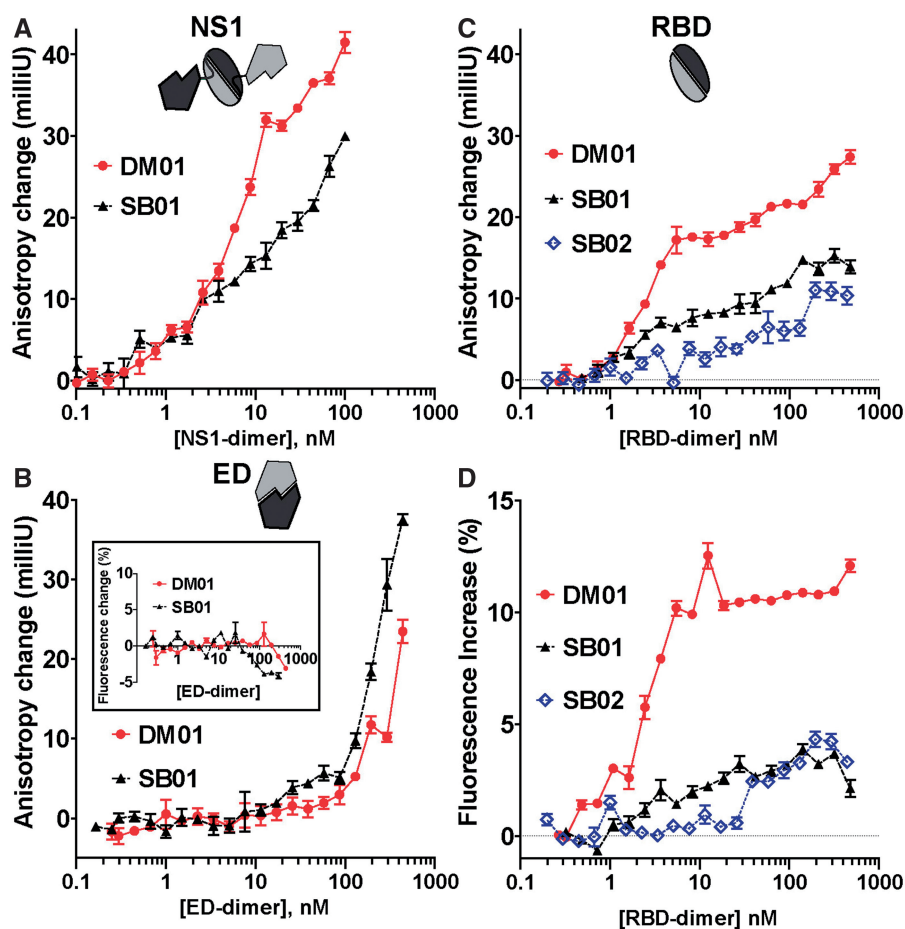 A
NS1
Anisotropy change (milliU)
40
30
20
10
0
DM01
SB01
0.1 1 10 100 1000
[NS1-dimer], nM
C
RBD
Anisotropy change (milliU)
40
30
20
10
0
DM01
SB01
SB02
0.1 1 10 100 1000
[RBD-dimer] nM
B
ED
Anisotropy change (milliU)
40
30
20
10
0
Fluorescence change (%)
10
5
0
-5
DM01
SB01
1 10 100 1000
[ED-dimer]
DM01
SB01
0.1 1 10 100 1000
[ED-dimer], nM
D
Fluorescence Increase (%)
15
10
5
0
DM01
SB01
SB02
0.1 1 10 100 1000
[RBD-dimer] nM